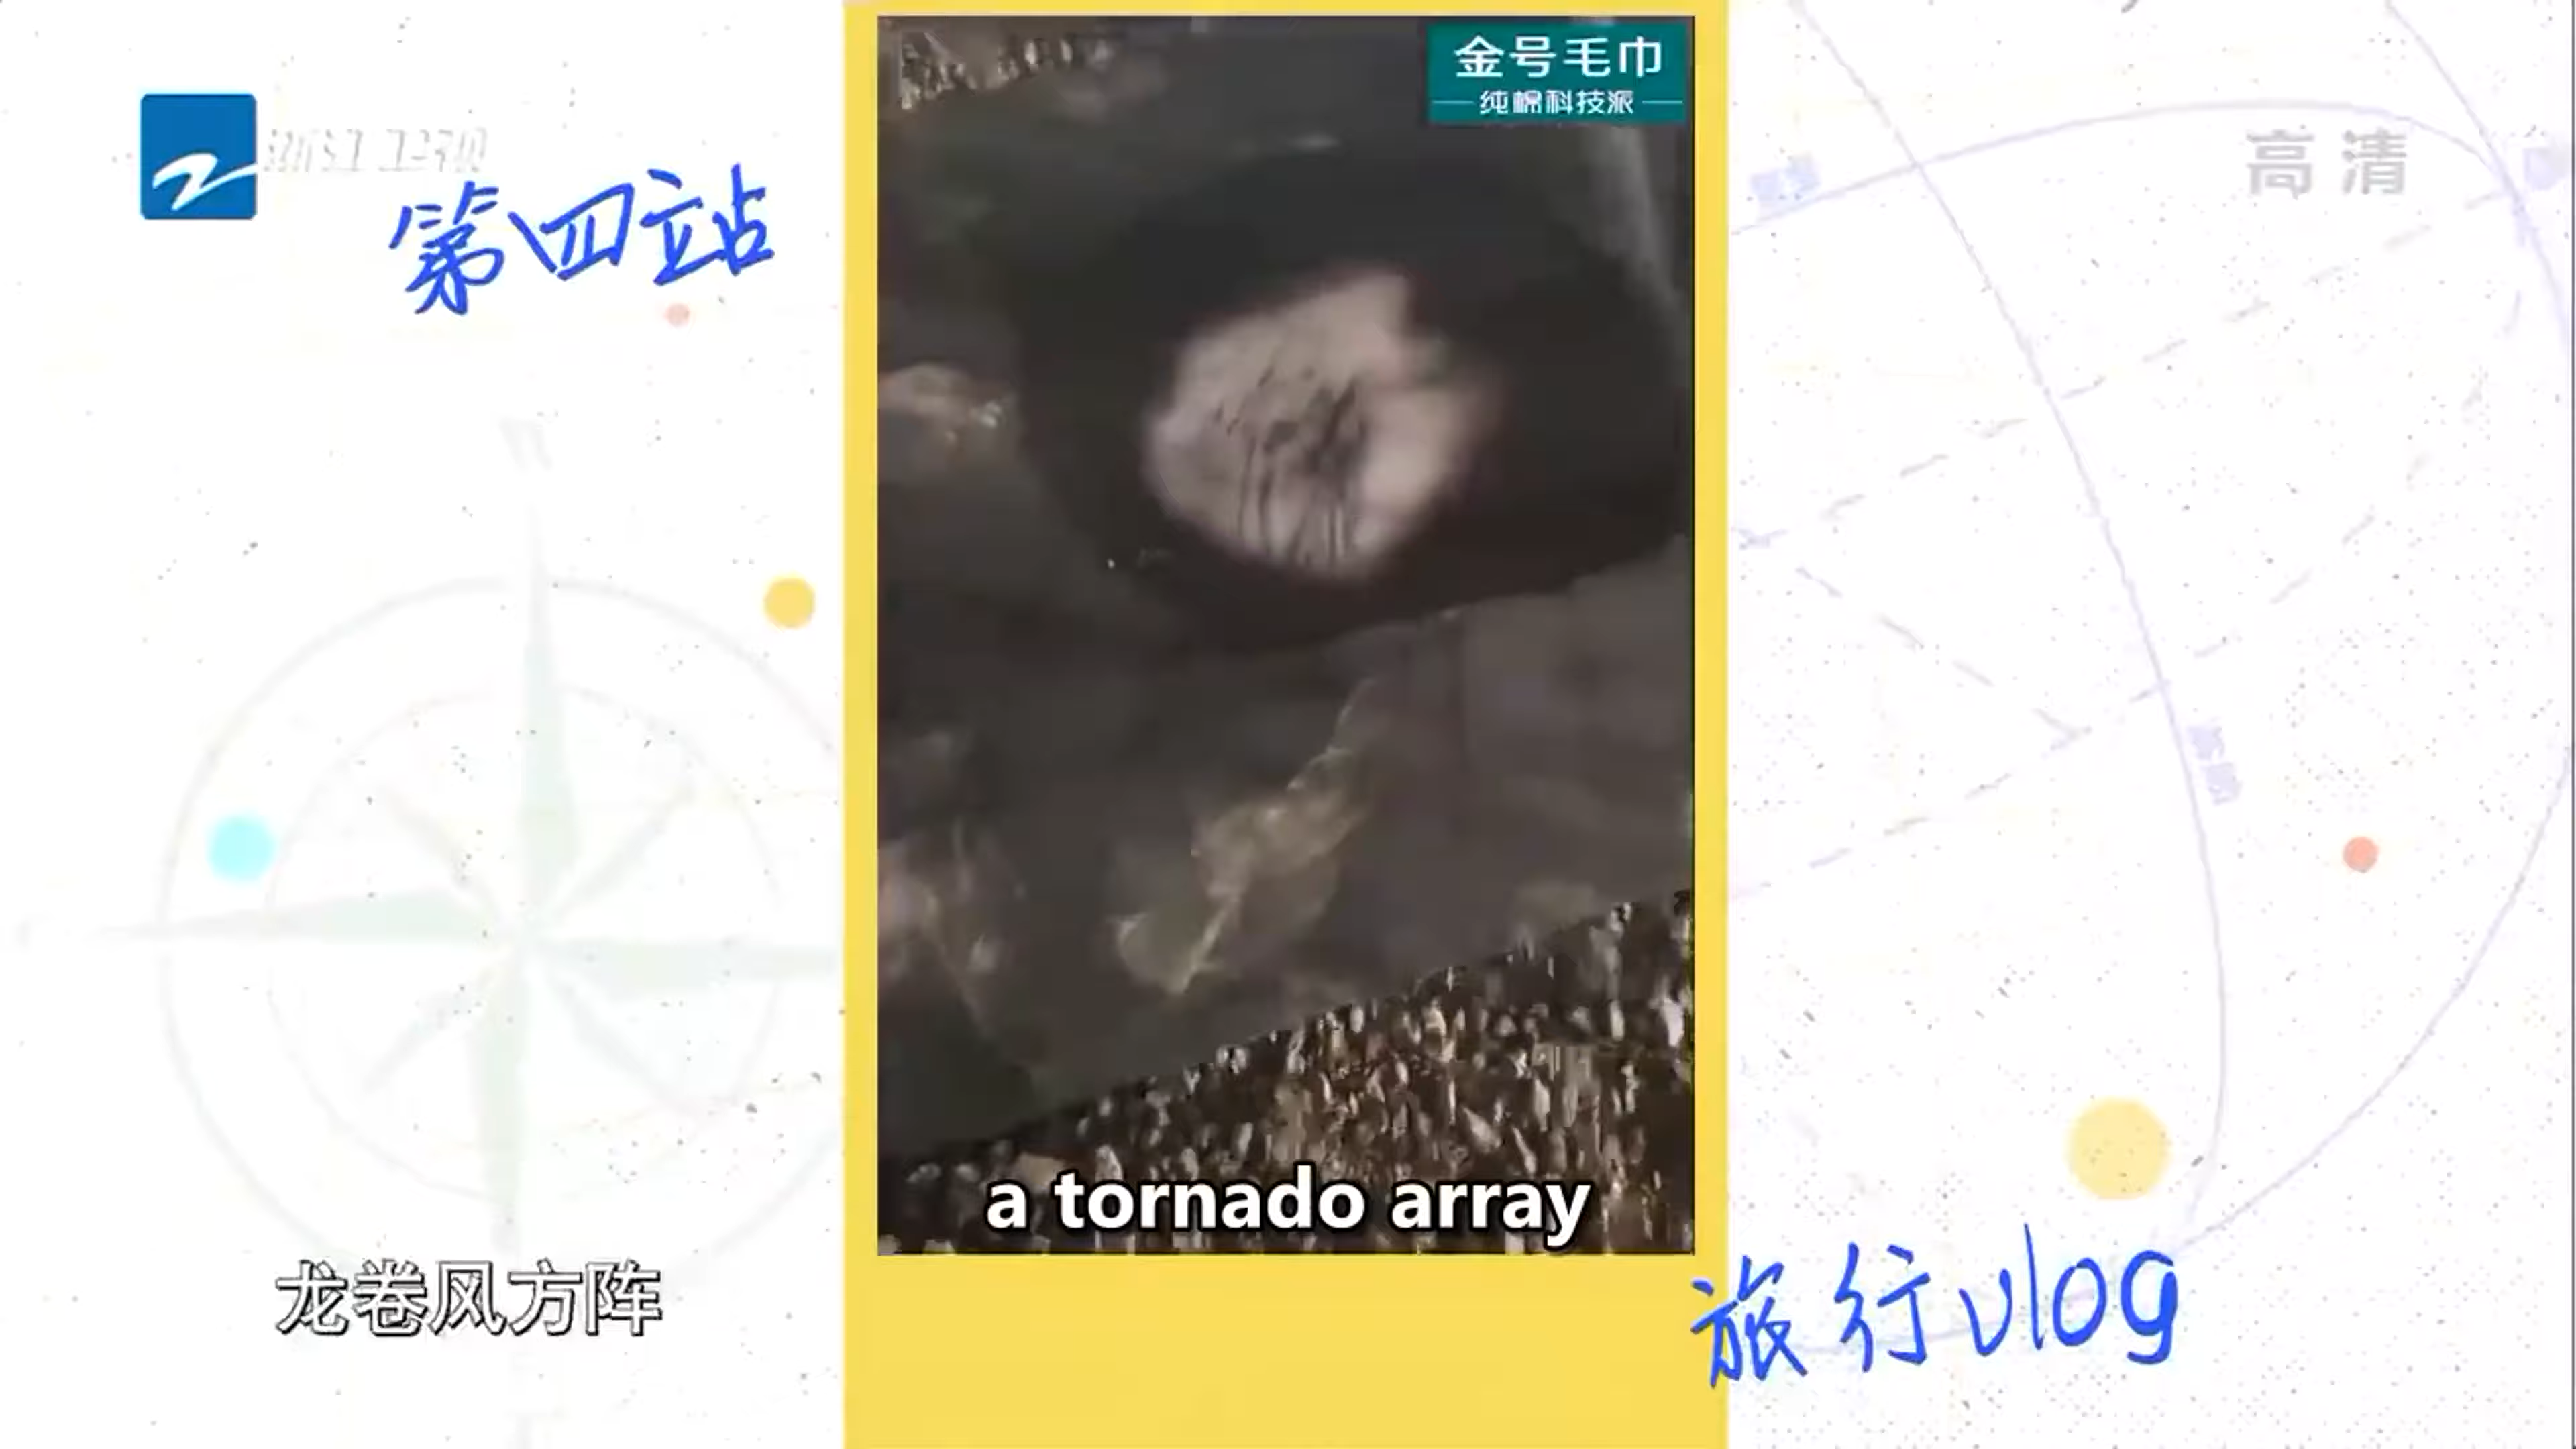 金号毛巾
纯棉科技派
浙江卫视
高清
第四站
a tornado array
龙卷风方阵
旅行vlog